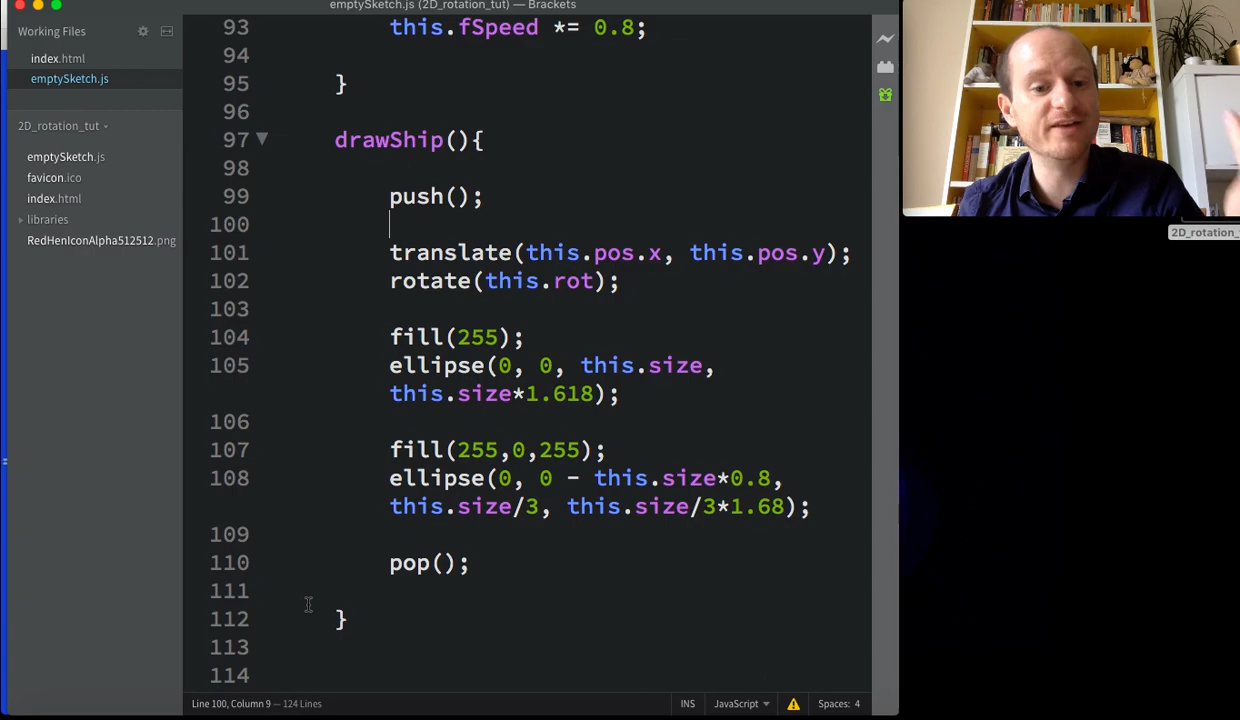 emptySketch.js (2D_rotation_tut) — Brackets
Working Files
index.html
emptySketch.js
2D_rotation_tut
emptySketch.js
favicon.ico
index.html
libraries
RedHenIconAlpha512512.png
93 this.fSpeed *= 0.8;
94
95 }
96
97 drawShip(){
98
99 push();
100
101 translate(this.pos.x, this.pos.y);
102 rotate(this.rot);
103
104 fill(255);
105 ellipse(0, 0, this.size,
this.size*1.618);
106
107 fill(255,0,255);
108 ellipse(0, 0 - this.size*0.8,
this.size/3, this.size/3*1.68);
109
110 pop();
111
112 }
113
114
Line 100, Column 9 — 124 Lines
INS JavaScript Spaces: 4
2D_rotation_